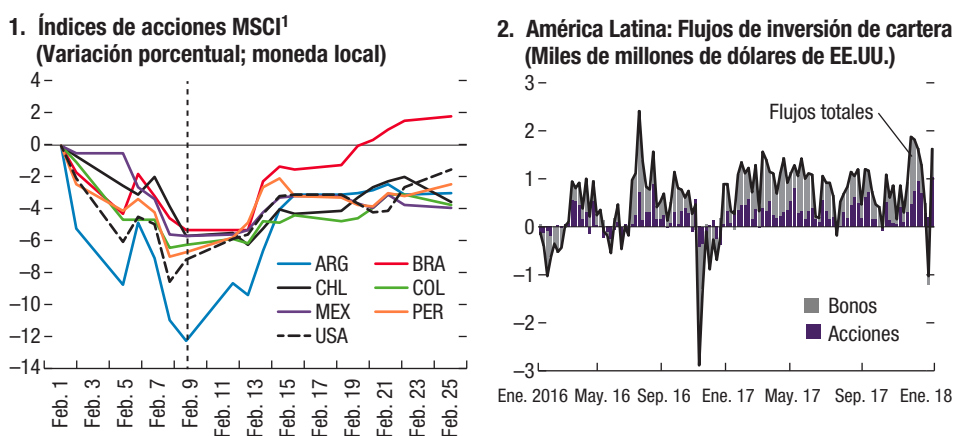 1. Índices de acciones MSCI¹
(Variación porcentual; moneda local)
4
2
0
−2
−4
−6
−8
−10
−12
−14
ARG
BRA
CHL
COL
MEX
PER
USA
Feb. 1
Feb. 3
Feb. 5
Feb. 7
Feb. 9
Feb. 11
Feb. 13
Feb. 15
Feb. 17
Feb. 19
Feb. 21
Feb. 23
Feb. 25
2. América Latina: Flujos de inversión de cartera
(Miles de millones de dólares de EE.UU.)
3
2
1
0
−1
−2
−3
Flujos totales
Bonos
Acciones
Ene. 2016 May. 16 Sep. 16 Ene. 17 May. 17 Sep. 17 Ene. 18